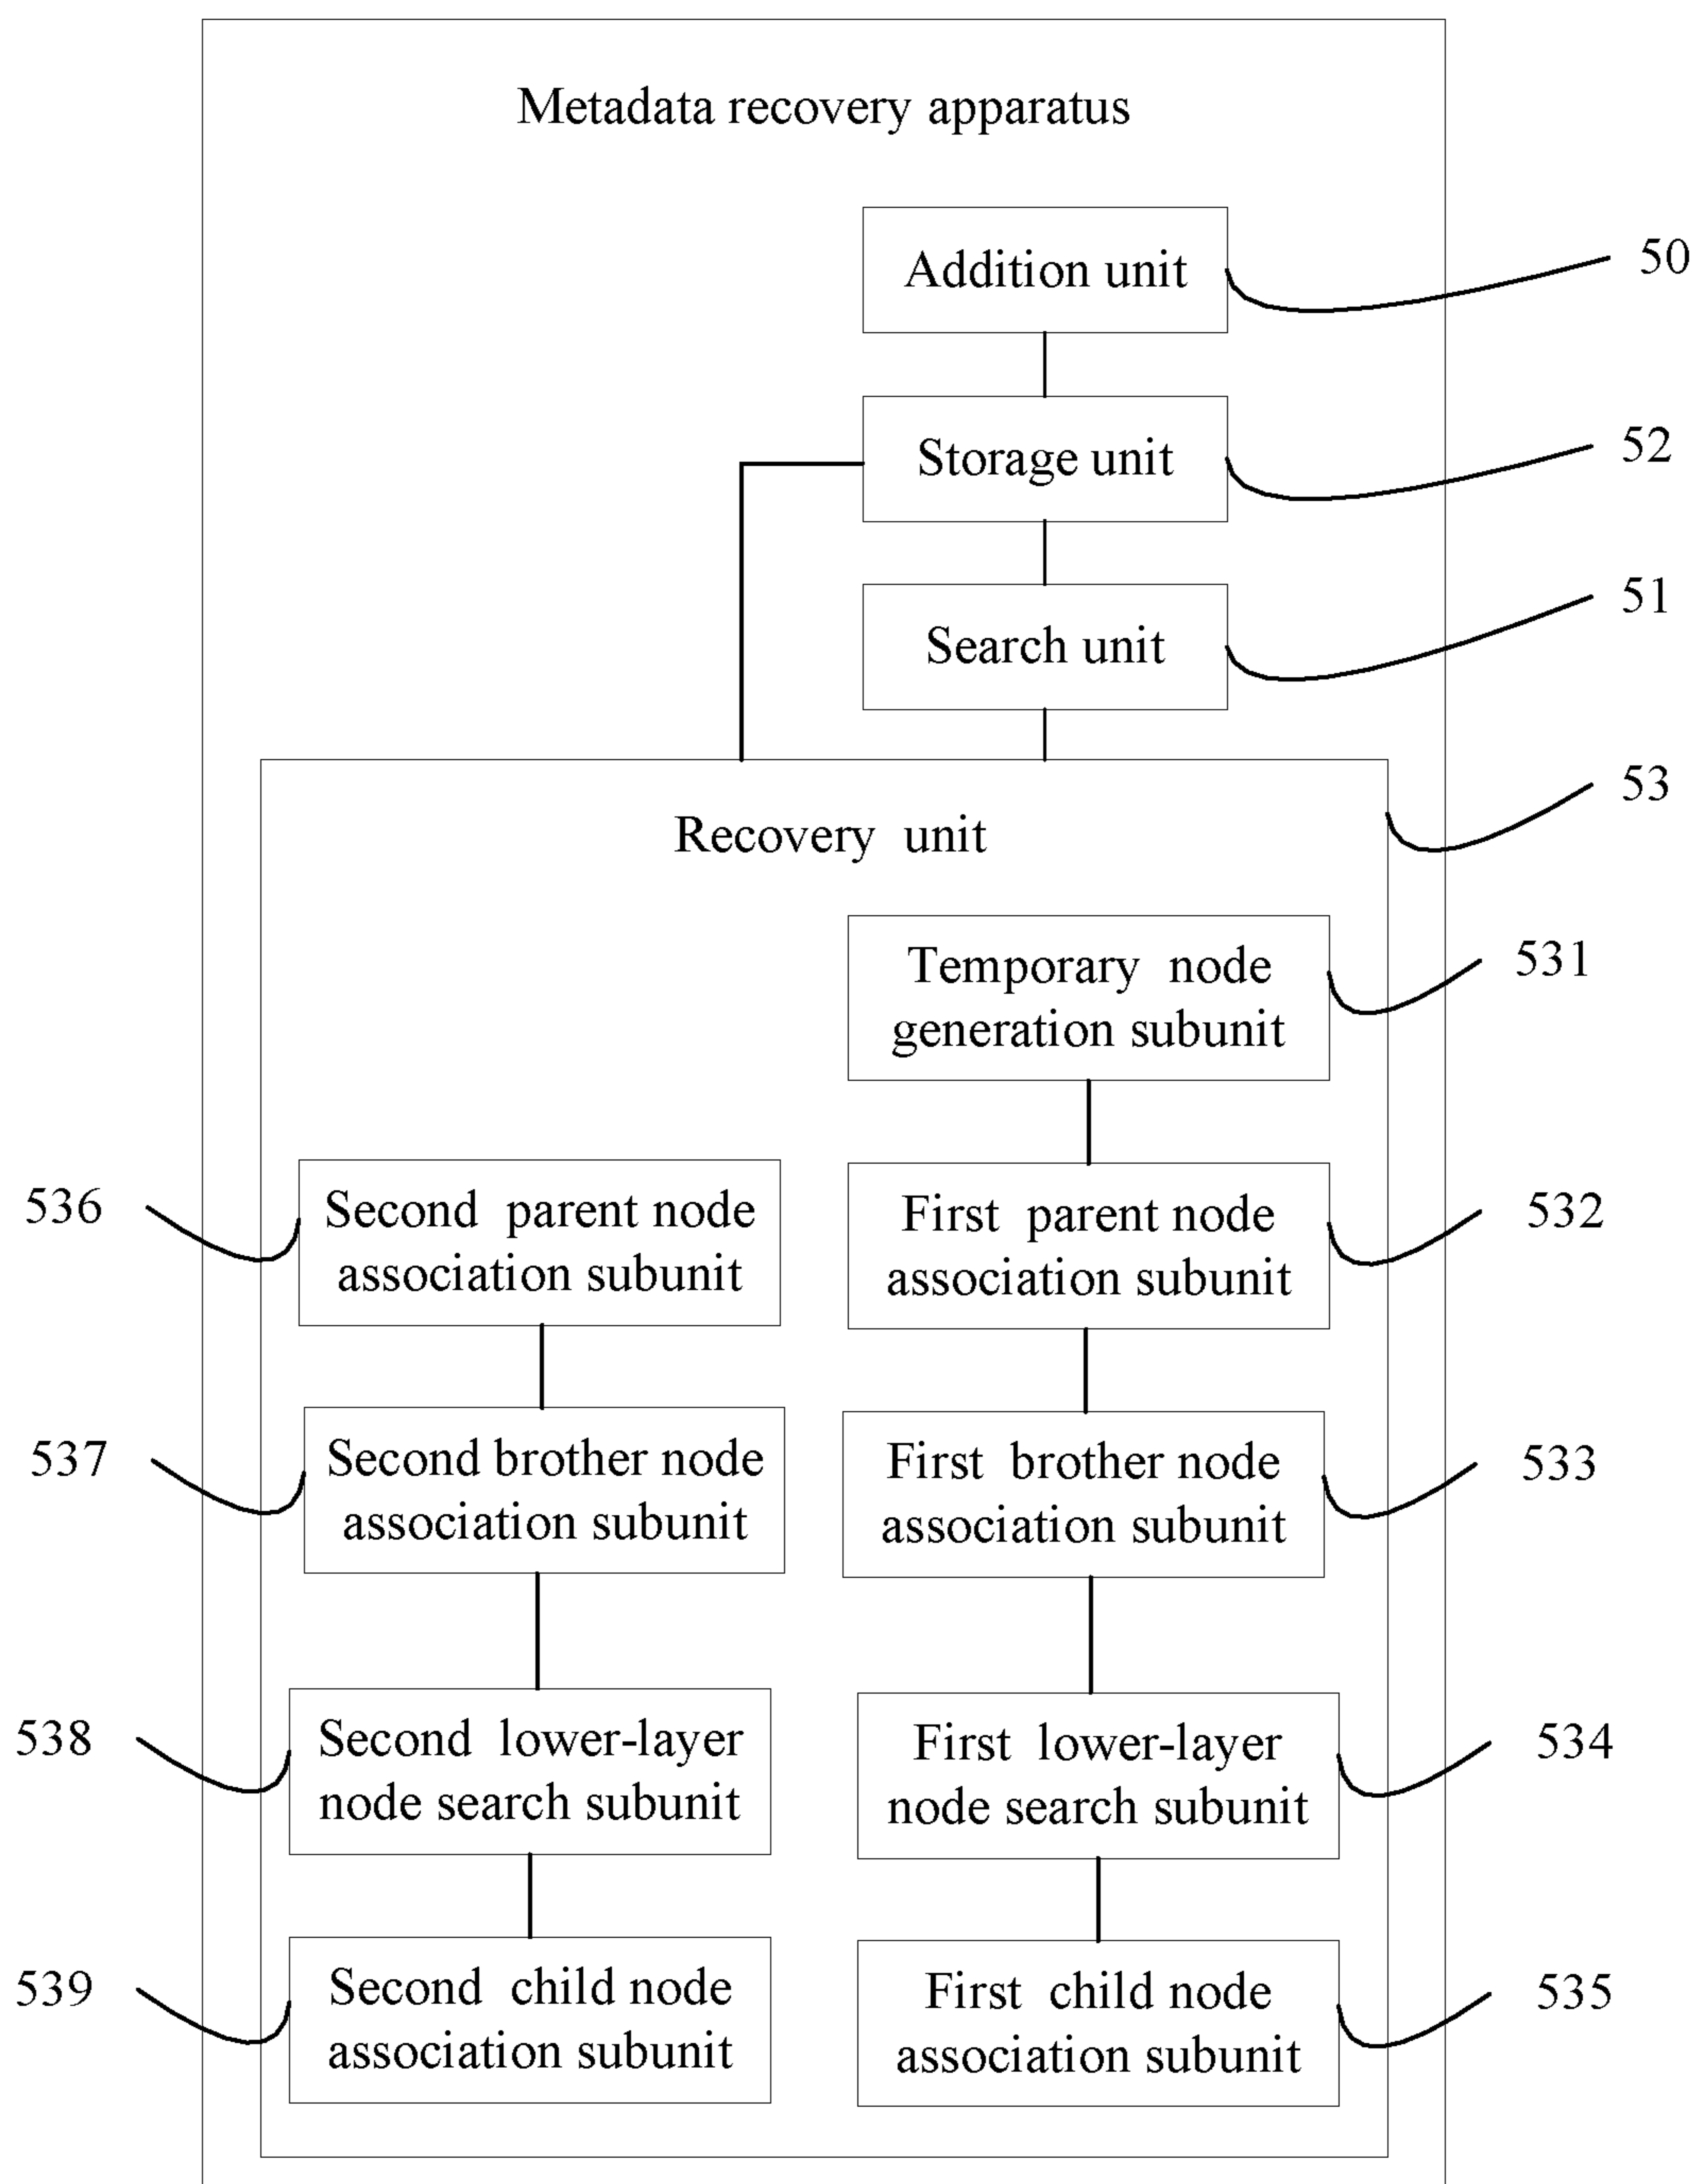 Metadata recovery apparatus
Addition unit
50
Storage unit
52
Search unit
51
53
Recovery unit
Temporary node
generation subunit
531
536
Second parent node
association subunit
First parent node
association subunit
532
537
Second brother node
association subunit
First brother node
association subunit
533
538
Second lower-layer
node search subunit
First lower-layer
node search subunit
534
539
Second child node
association subunit
First child node
association subunit
535